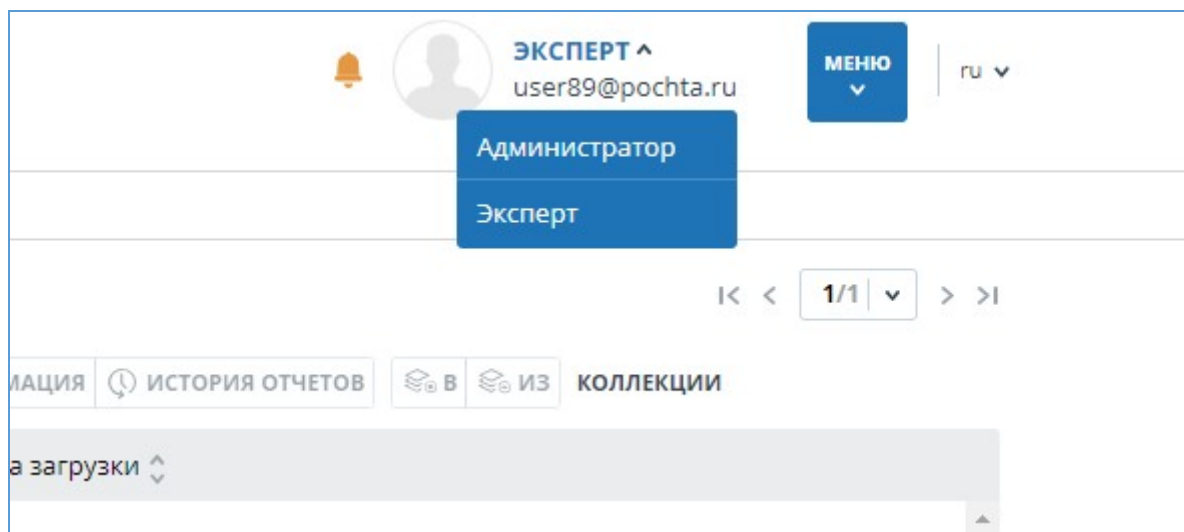 ЭКСПЕРТ
user89@pochta.ru
МЕНЮ
ru
Администратор
Эксперт
1/1
МАЦИЯ ИСТОРИЯ ОТЧЕТОВ В ИЗ КОЛЛЕКЦИИ
а загрузки